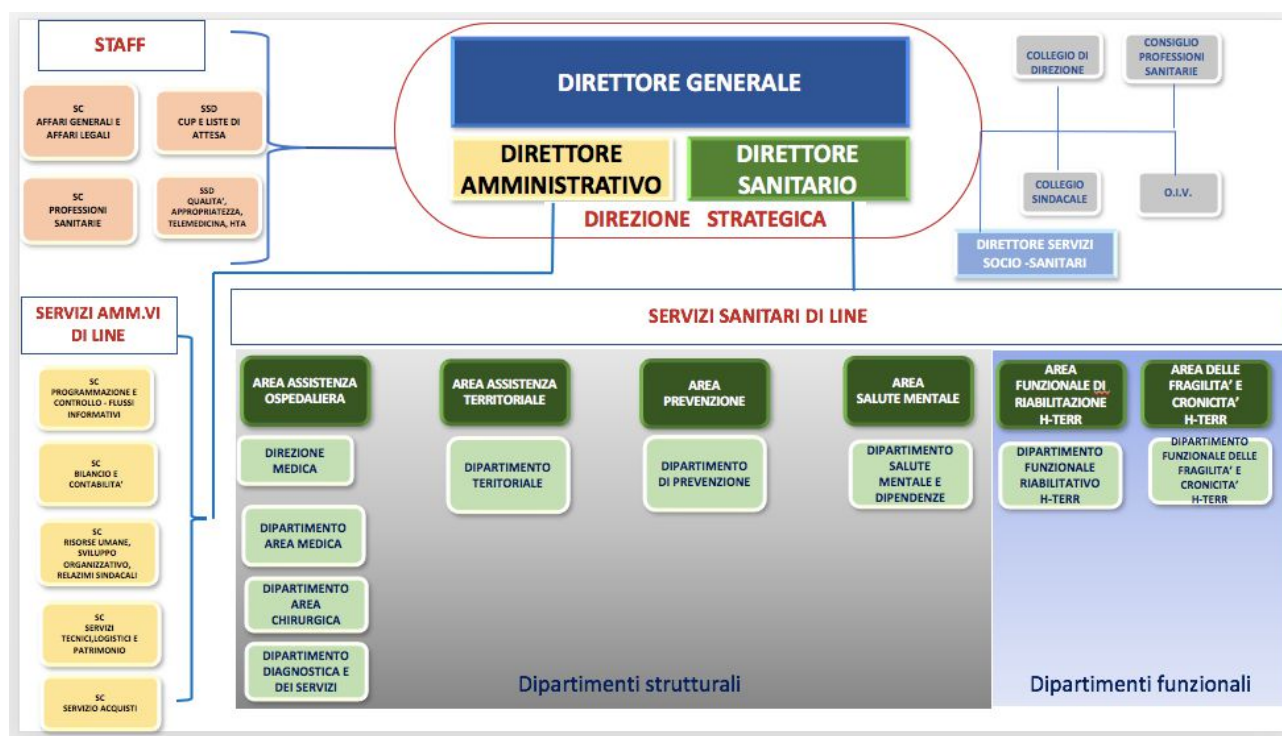 STAFF
SC
AFFARI GENERALI E
AFFARI LEGALI
SSD
CUP E LISTE DI
ATTESA
SC
PROFESSIONI
SANITARIE
SSD
QUALITA’,
APPROPRIATEZZA,
TELEMEDICINA, HTA
DIRETTORE GENERALE
DIRETTORE
AMMINISTRATIVO
DIRETTORE
SANITARIO
DIREZIONE STRATEGICA
COLLEGIO DI
DIREZIONE
CONSIGLIO
PROFESSIONI
SANITARIE
COLLEGIO
SINDACALE
O.I.V.
DIRETTORE SERVIZI
SOCIO -SANITARI
SERVIZI AMM.VI
DI LINE
SC
PROGRAMMAZIONE E
CONTROLLO - FLUSSI
INFORMATIVI
SC
BILANCIO E
CONTABILITA’
SC
RISORSE UMANE,
SVILUPPO
ORGANIZZATIVO,
RELAZIMI SINDACALI
SC
SERVIZI
TECNICI,LOGISTICI E
PATRIMONIO
SC
SERVIZIO ACQUISTI
SERVIZI SANITARI DI LINE
AREA ASSISTENZA
OSPEDALIERA
DIREZIONE
MEDICA
DIPARTIMENTO
AREA MEDICA
DIPARTIMENTO
AREA
CHIRURGICA
DIPARTIMENTO
DIAGNOSTICA E
DEI SERVIZI
AREA ASSISTENZA
TERRITORIALE
DIPARTIMENTO
TERITORIALE
AREA
PREVENZIONE
DIPARTIMENTO
DI PREVENZIONE
AREA
SALUTE MENTALE
DIPARTIMENTO
SALUTE
MENTALE E
DIPENDENZE
Dipartimenti strutturali
AREA
FUNZIONALE DI
RIABILITAZIONE
H-TERR
DIPARTIMENTO
FUNZIONALE
RIABILITATIVO
H-TERR
AREA DELLE
FRAGILITA’ E
CRONICITA’
H-TERR
DIPARTIMENTO
FUNZIONALE DELLE
FRAGILITA’ E
CRONICITA’
H-TERR
Dipartimenti funzionali